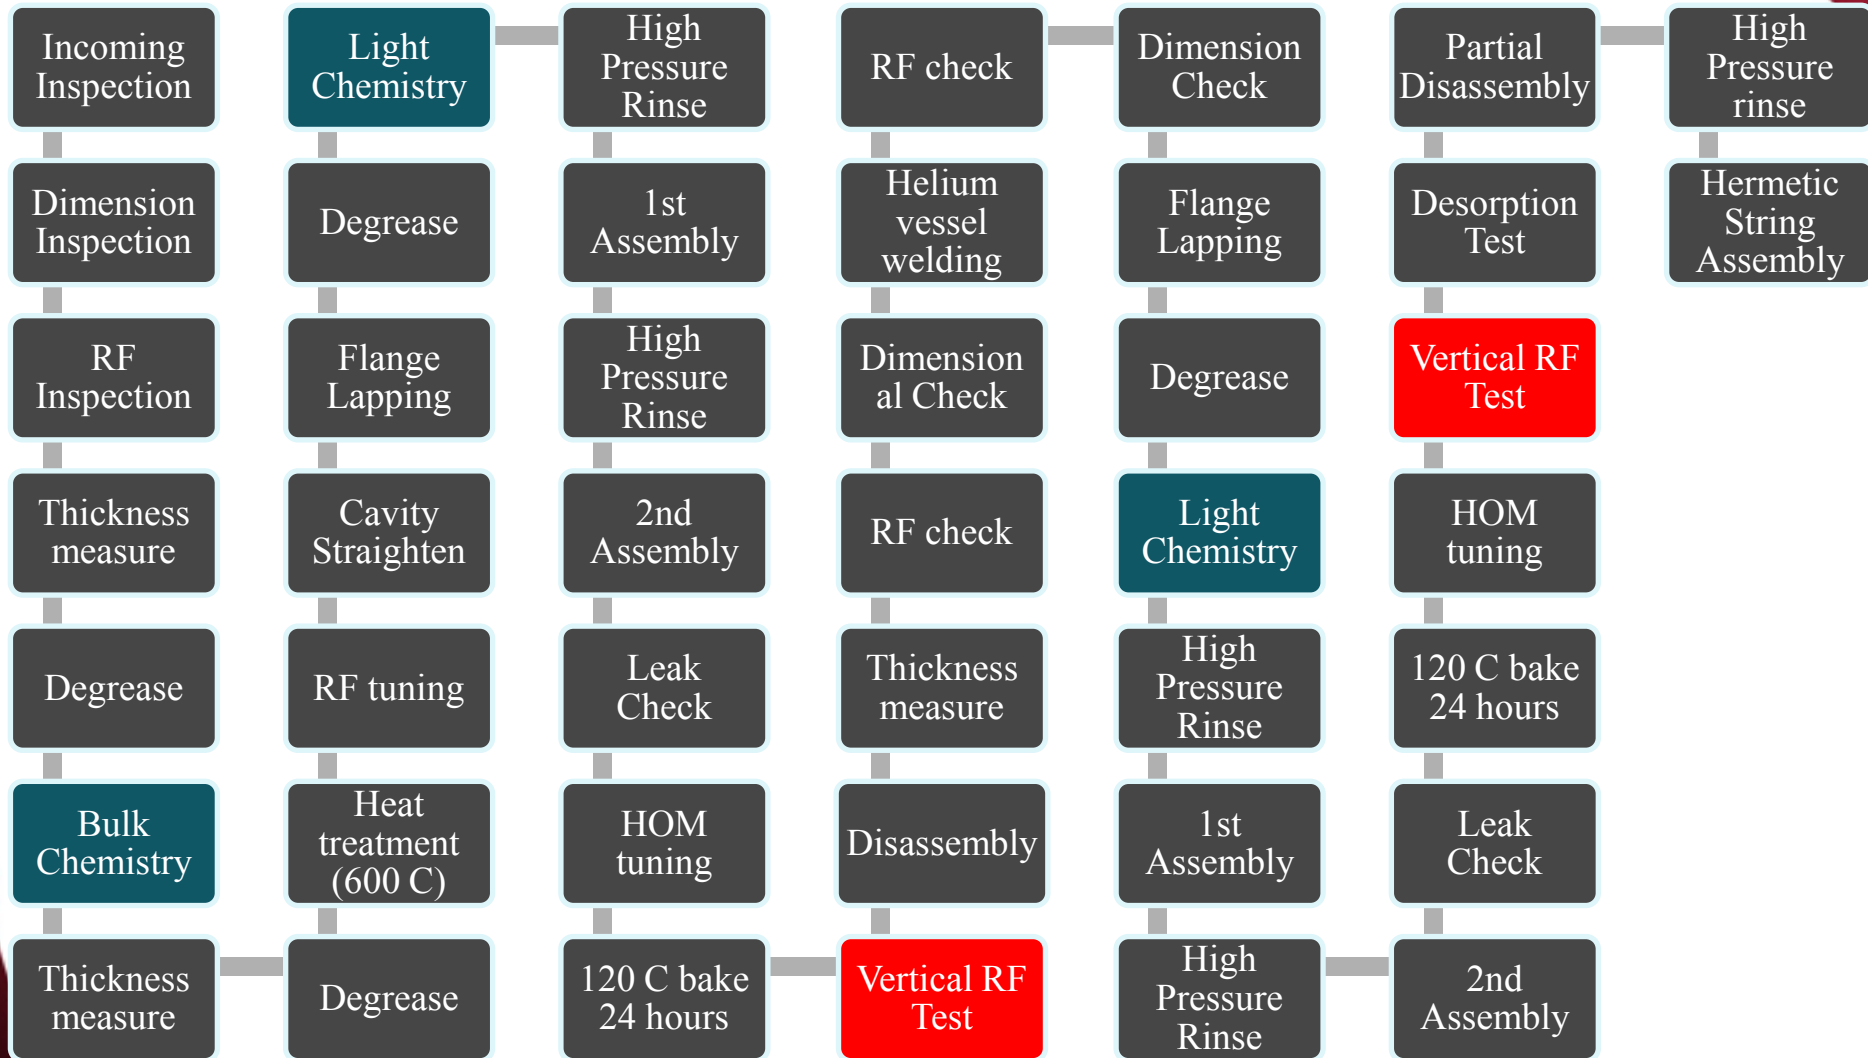 Incoming
Inspection
Dimension
Inspection
RF
Inspection
Thickness
measure
Degrease
Bulk
Chemistry
Thickness
measure
Degrease
Heat
treatment
(600 C)
RF tuning
Cavity
Straighten
Flange
Lapping
Degrease
Light
Chemistry
High
Pressure
Rinse
1st
Assembly
High
Pressure
Rinse
2nd
Assembly
Leak
Check
HOM
tuning
120 C bake
24 hours
Vertical RF
Test
Disassembly
Thickness
measure
RF check
Dimension
al Check
Helium
vessel
welding
RF check
Dimension
Check
Flange
Lapping
Degrease
Light
Chemistry
High
Pressure
Rinse
1st
Assembly
High
Pressure
Rinse
2nd
Assembly
Leak
Check
120 C bake
24 hours
HOM
tuning
Vertical RF
Test
Desorption
Test
Partial
Disassembly
High
Pressure
rinse
Hermetic
String
Assembly